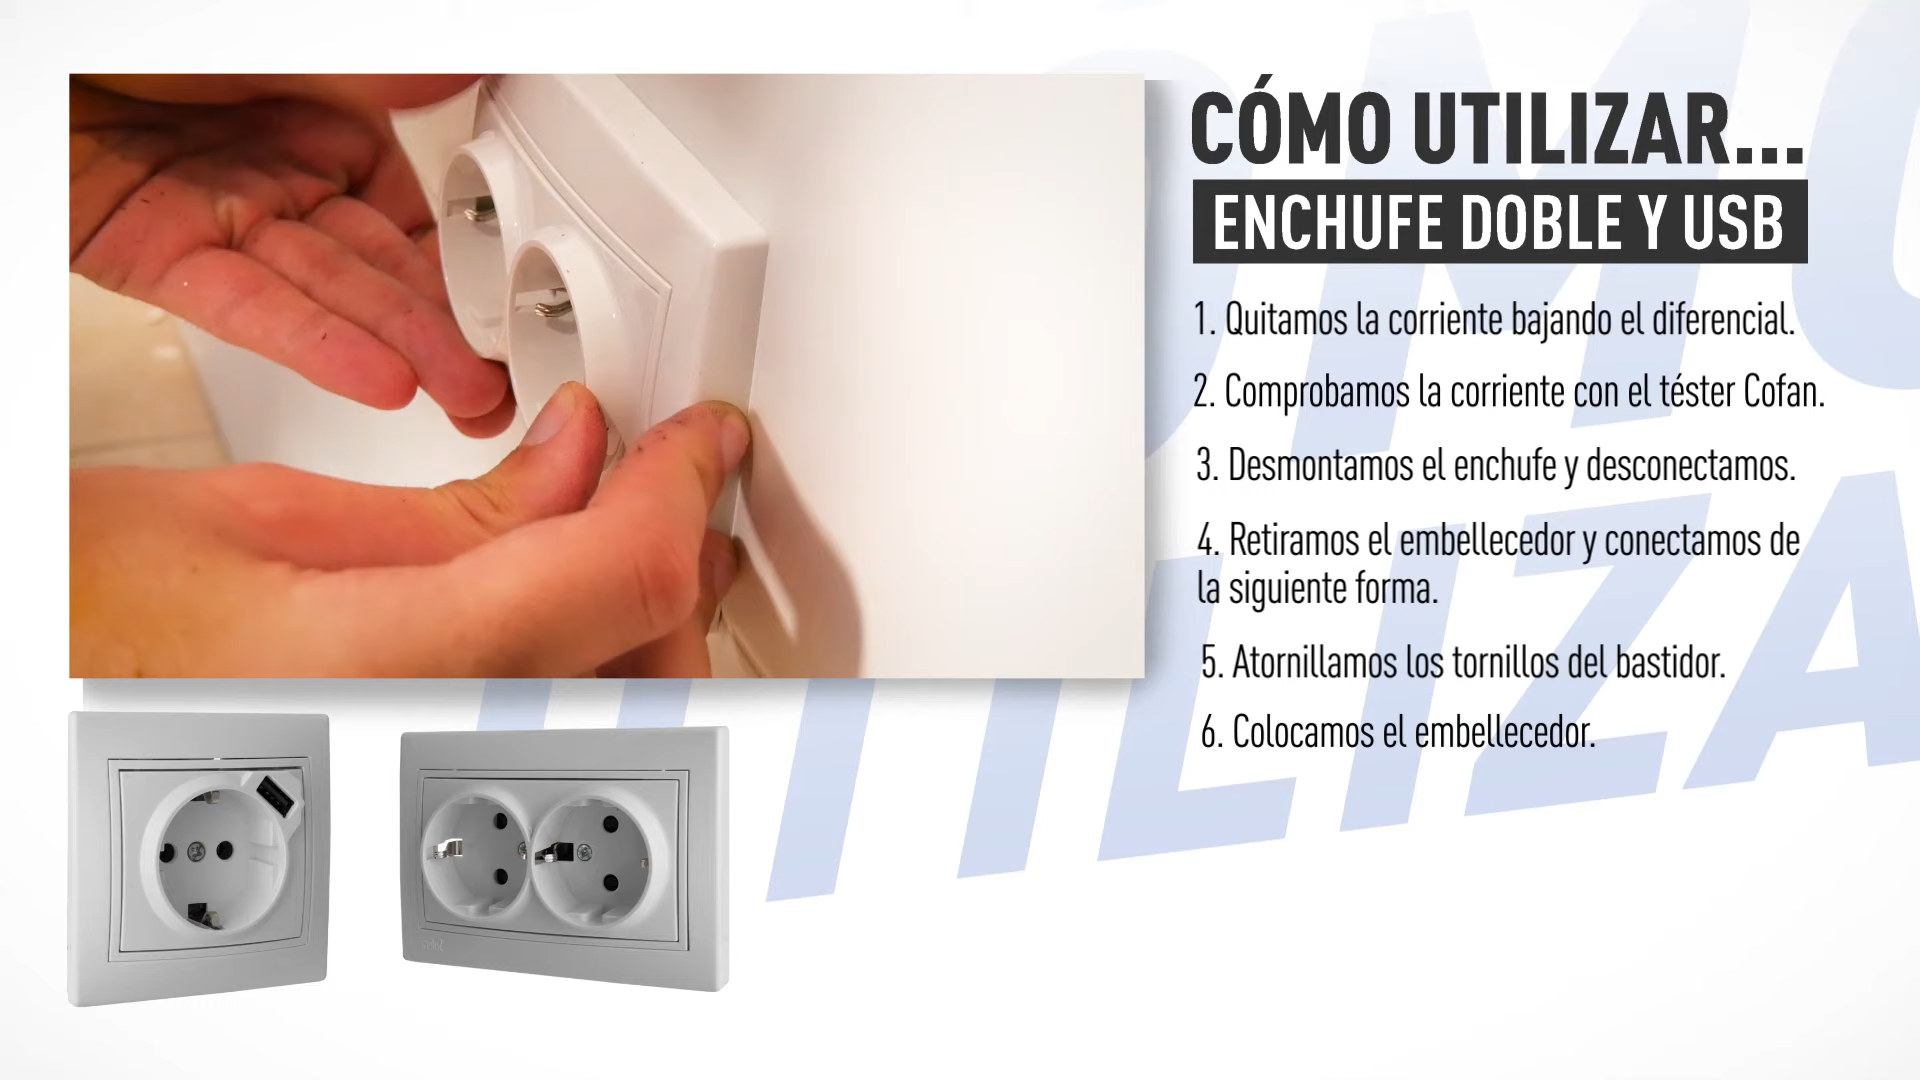 CÓMO UTILIZAR...
ENCHUFE DOBLE Y USB
1. Quitamos la corriente bajando el diferencial.
2. Comprobamos la corriente con el téster Cofan.
3. Desmontamos el enchufe y desconectamos.
4. Retiramos el embellecedor y conectamos de
la siguiente forma.
5. Atornillamos los tornillos del bastidor.
6. Colocamos el embellecedor.